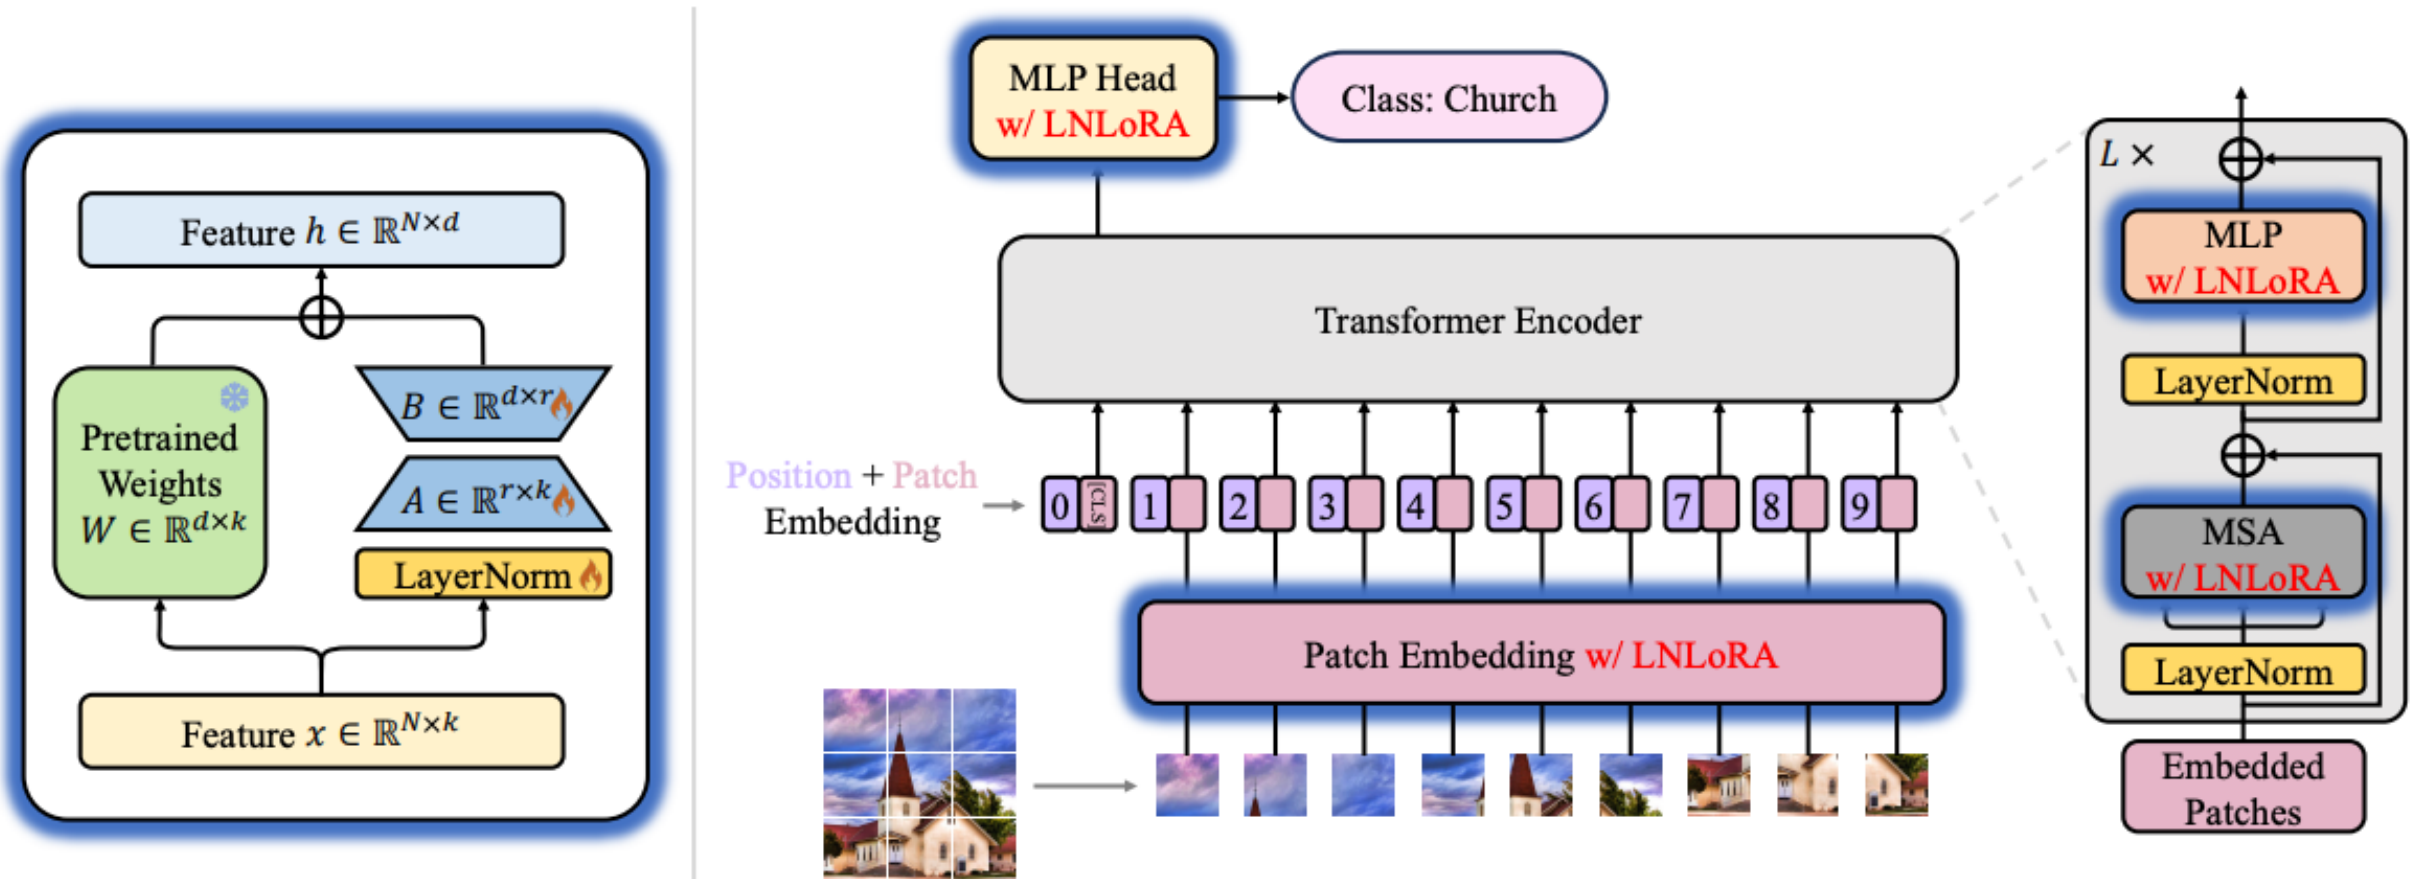 Feature h ∈ ℝ^{N×d}
Pretrained
Weights
W ∈ ℝ^{d×k}
B ∈ ℝ^{d×r}
A ∈ ℝ^{r×k}
LayerNorm
Feature x ∈ ℝ^{N×k}
MLP Head
w/ LNLoRA
Class: Church
Transformer Encoder
Position + Patch
Embedding
0 [CLS] 1 2 3 4 5 6 7 8 9
Patch Embedding w/ LNLoRA
L ×
MLP
w/ LNLoRA
LayerNorm
MSA
w/ LNLoRA
LayerNorm
Embedded
Patches